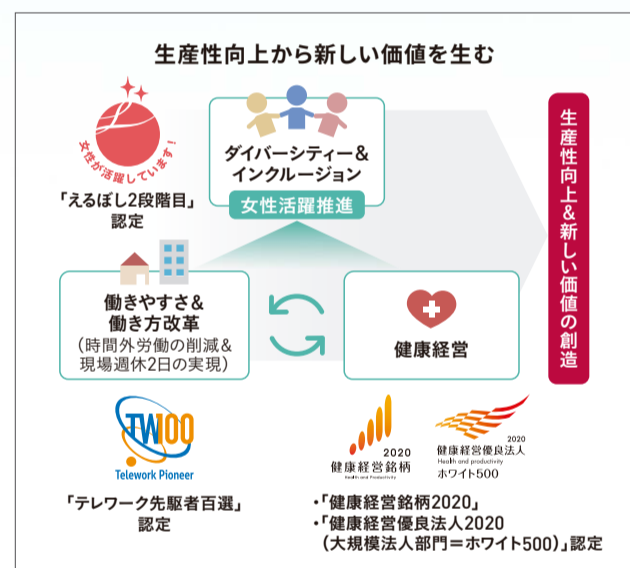 生産性向上から新しい価値を生む
女性が活躍しています!
「えるぼし2段階目」
認定
ダイバーシティー&
インクルージョン
女性活躍推進
働きやすさ&
働き方改革
(時間外労働の削減&
現場週休2日の実現)
健康経営
生産性向上&新しい価値の創造
TW100
Telework Pioneer
「テレワーク先駆者百選」
認定
2020
健康経営銘柄
Health and Productivity
2020
健康経営優良法人
Health and productivity
ホワイト500
・「健康経営銘柄2020」
・「健康経営優良法人2020
(大規模法人部門=ホワイト500)」認定